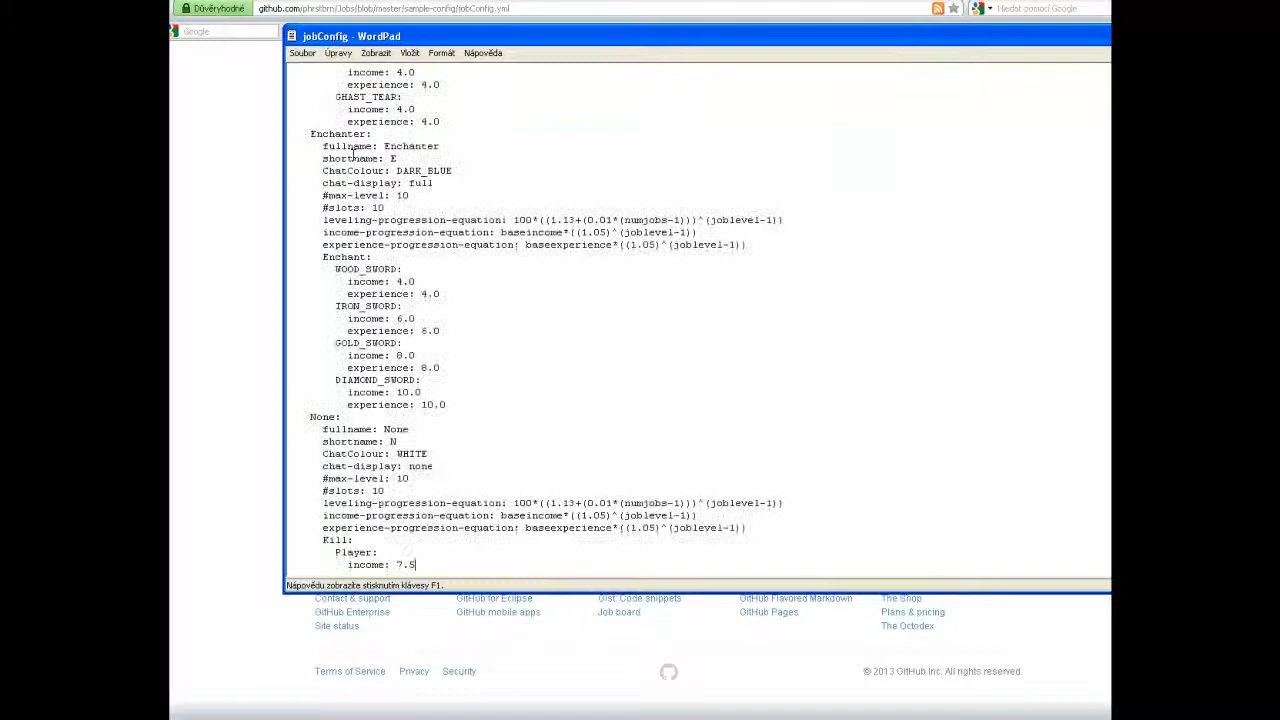 Důvěryhodné
github.com/phrstbrn/Jobs/blob/master/sample-config/jobConfig.yml
Hledat pomocí Google
Google
jobConfig - WordPad
Soubor Úpravy Zobrazit Vložit Formát Nápověda
income: 4.0
experience: 4.0
GHAST_TEAR:
income: 4.0
experience: 4.0
Enchanter:
fullname: Enchanter
shortname: E
ChatColour: DARK_BLUE
chat-display: full
#max-level: 10
#slots: 10
leveling-progression-equation: 100*((1.13+(0.01*(numjobs-1)))^(joblevel-1))
income-progression-equation: baseincome*((1.05)^(joblevel-1))
experience-progression-equation: baseexperience*((1.05)^(joblevel-1))
Enchant:
WOOD_SWORD:
income: 4.0
experience: 4.0
IRON_SWORD:
income: 6.0
experience: 6.0
GOLD_SWORD:
income: 8.0
experience: 8.0
DIAMOND_SWORD:
income: 10.0
experience: 10.0
None:
fullname: None
shortname: N
ChatColour: WHITE
chat-display: none
#max-level: 10
#slots: 10
leveling-progression-equation: 100*((1.13+(0.01*(numjobs-1)))^(joblevel-1))
income-progression-equation: baseincome*((1.05)^(joblevel-1))
experience-progression-equation: baseexperience*((1.05)^(joblevel-1))
Kill:
Player:
income: 7.5
Nápovědu zobrazíte stisknutím klávesy F1.
Contact & support GitHub for Eclipse Gist: Code snippets GitHub Flavored Markdown The Shop
GitHub Enterprise GitHub mobile apps Job board GitHub Pages Plans & pricing
Site status The Octodex
Terms of Service Privacy Security © 2013 GitHub Inc. All rights reserved.